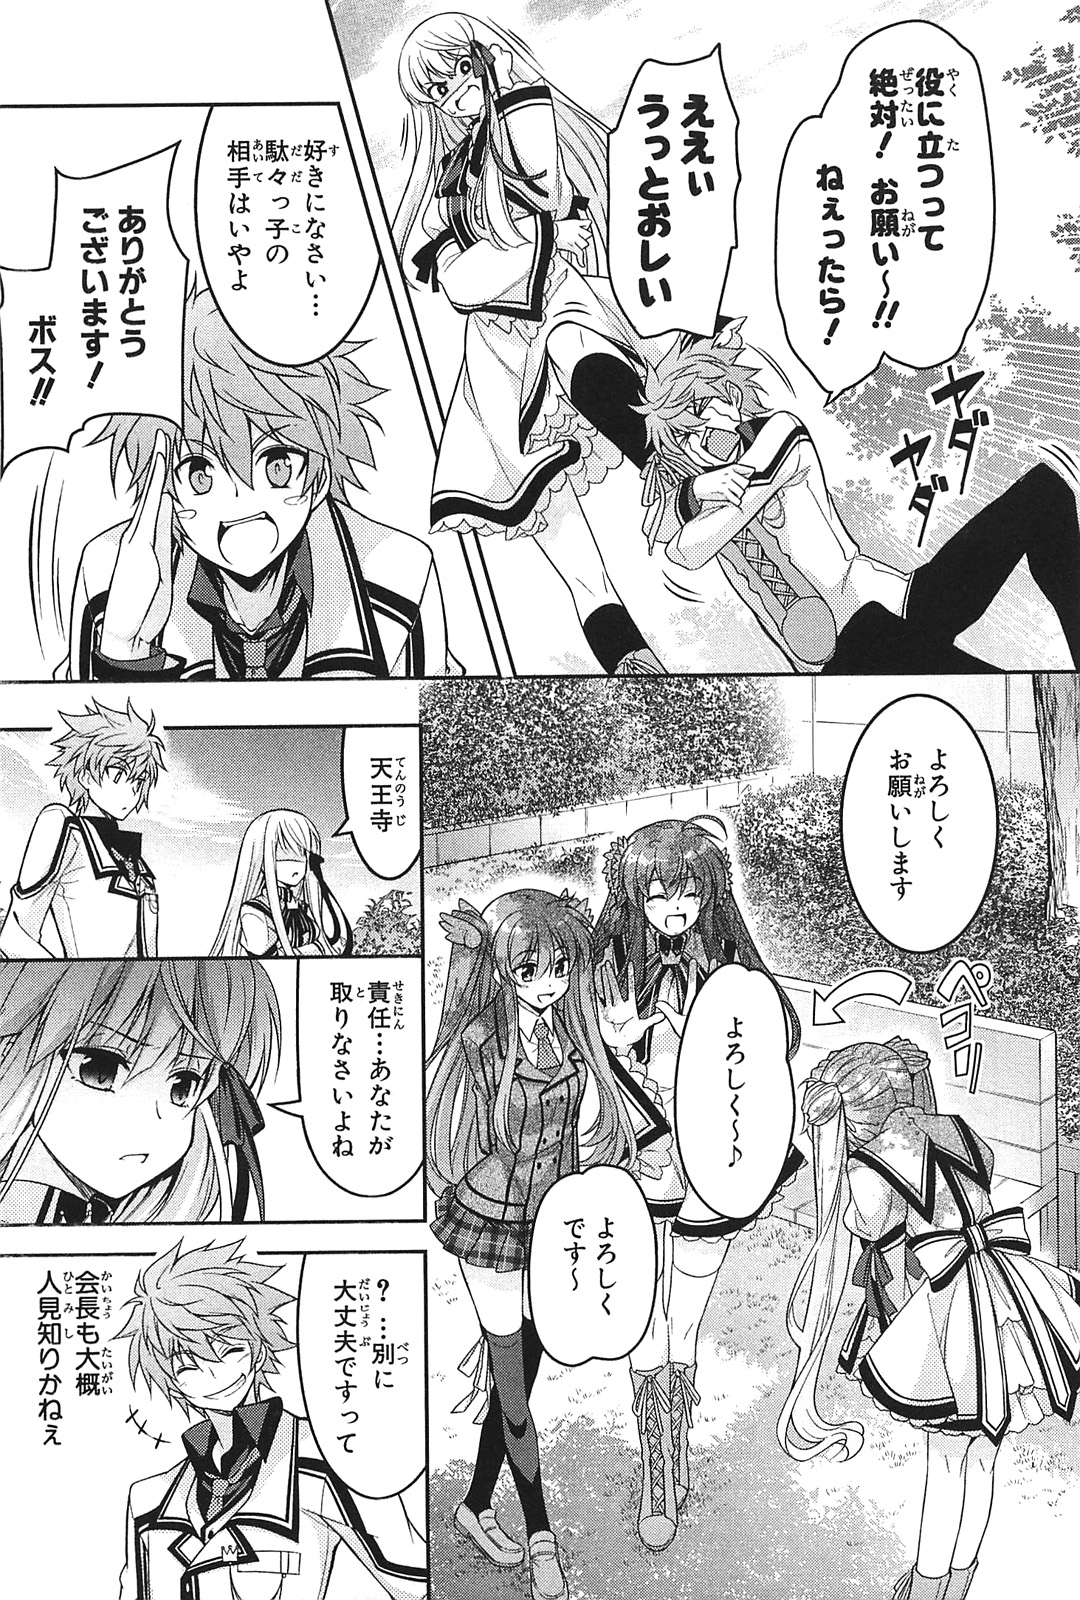 役に立つって
絶対！お願い〜!!
ねぇったら！
ヤダ
ヤダ
ええぃ
うっとおしい
好きになさい…
駄々っ子の
相手はいやよ
ありがとう
ございます！
ボス!!
よろしく
お願いします
ペコリ
よろしく〜♪
よろしく
です〜
天王寺
責任…あなたが
取りなさいよね
？…別に
大丈夫ですって
会長も大概
人見知りかねぇ